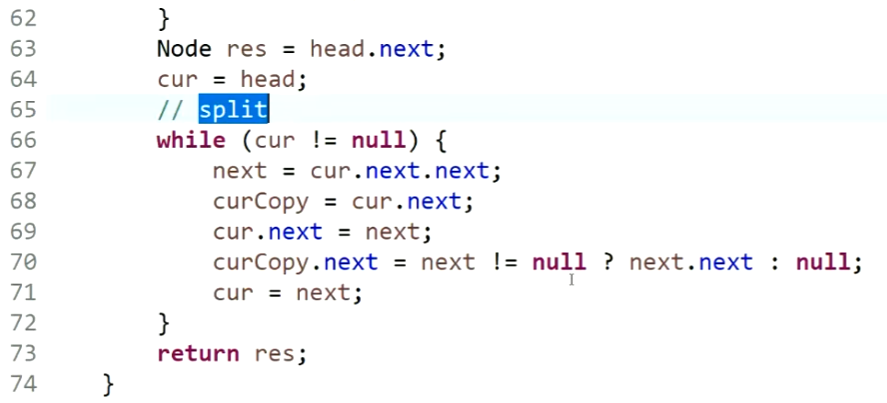 62        }
63        Node res = head.next;
64        cur = head;
65        // split
66        while (cur != null) {
67            next = cur.next.next;
68            curCopy = cur.next;
69            cur.next = next;
70            curCopy.next = next != null ? next.next : null;
71            cur = next;
72        }
73        return res;
74    }